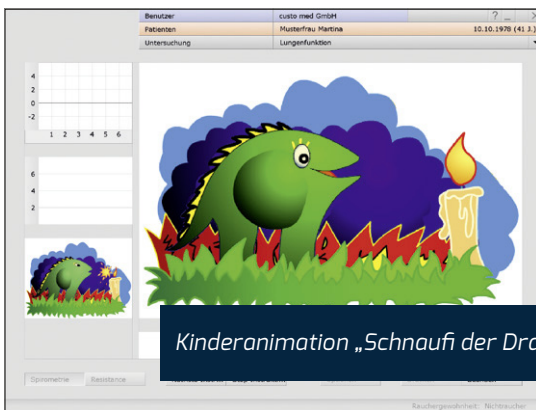 Benutzer custo med GmbH ? _ X
Patienten Musterfrau Martina 10.10.1978 (41 J.)
Untersuchung Lungenfunktion
4
2
0
-2
1 2 3 4 5 6
6
4
2
Kinderanimation „Schnaufi der Dra
Spirometrie Resistance
Rauchergewohnheit: Nichtraucher